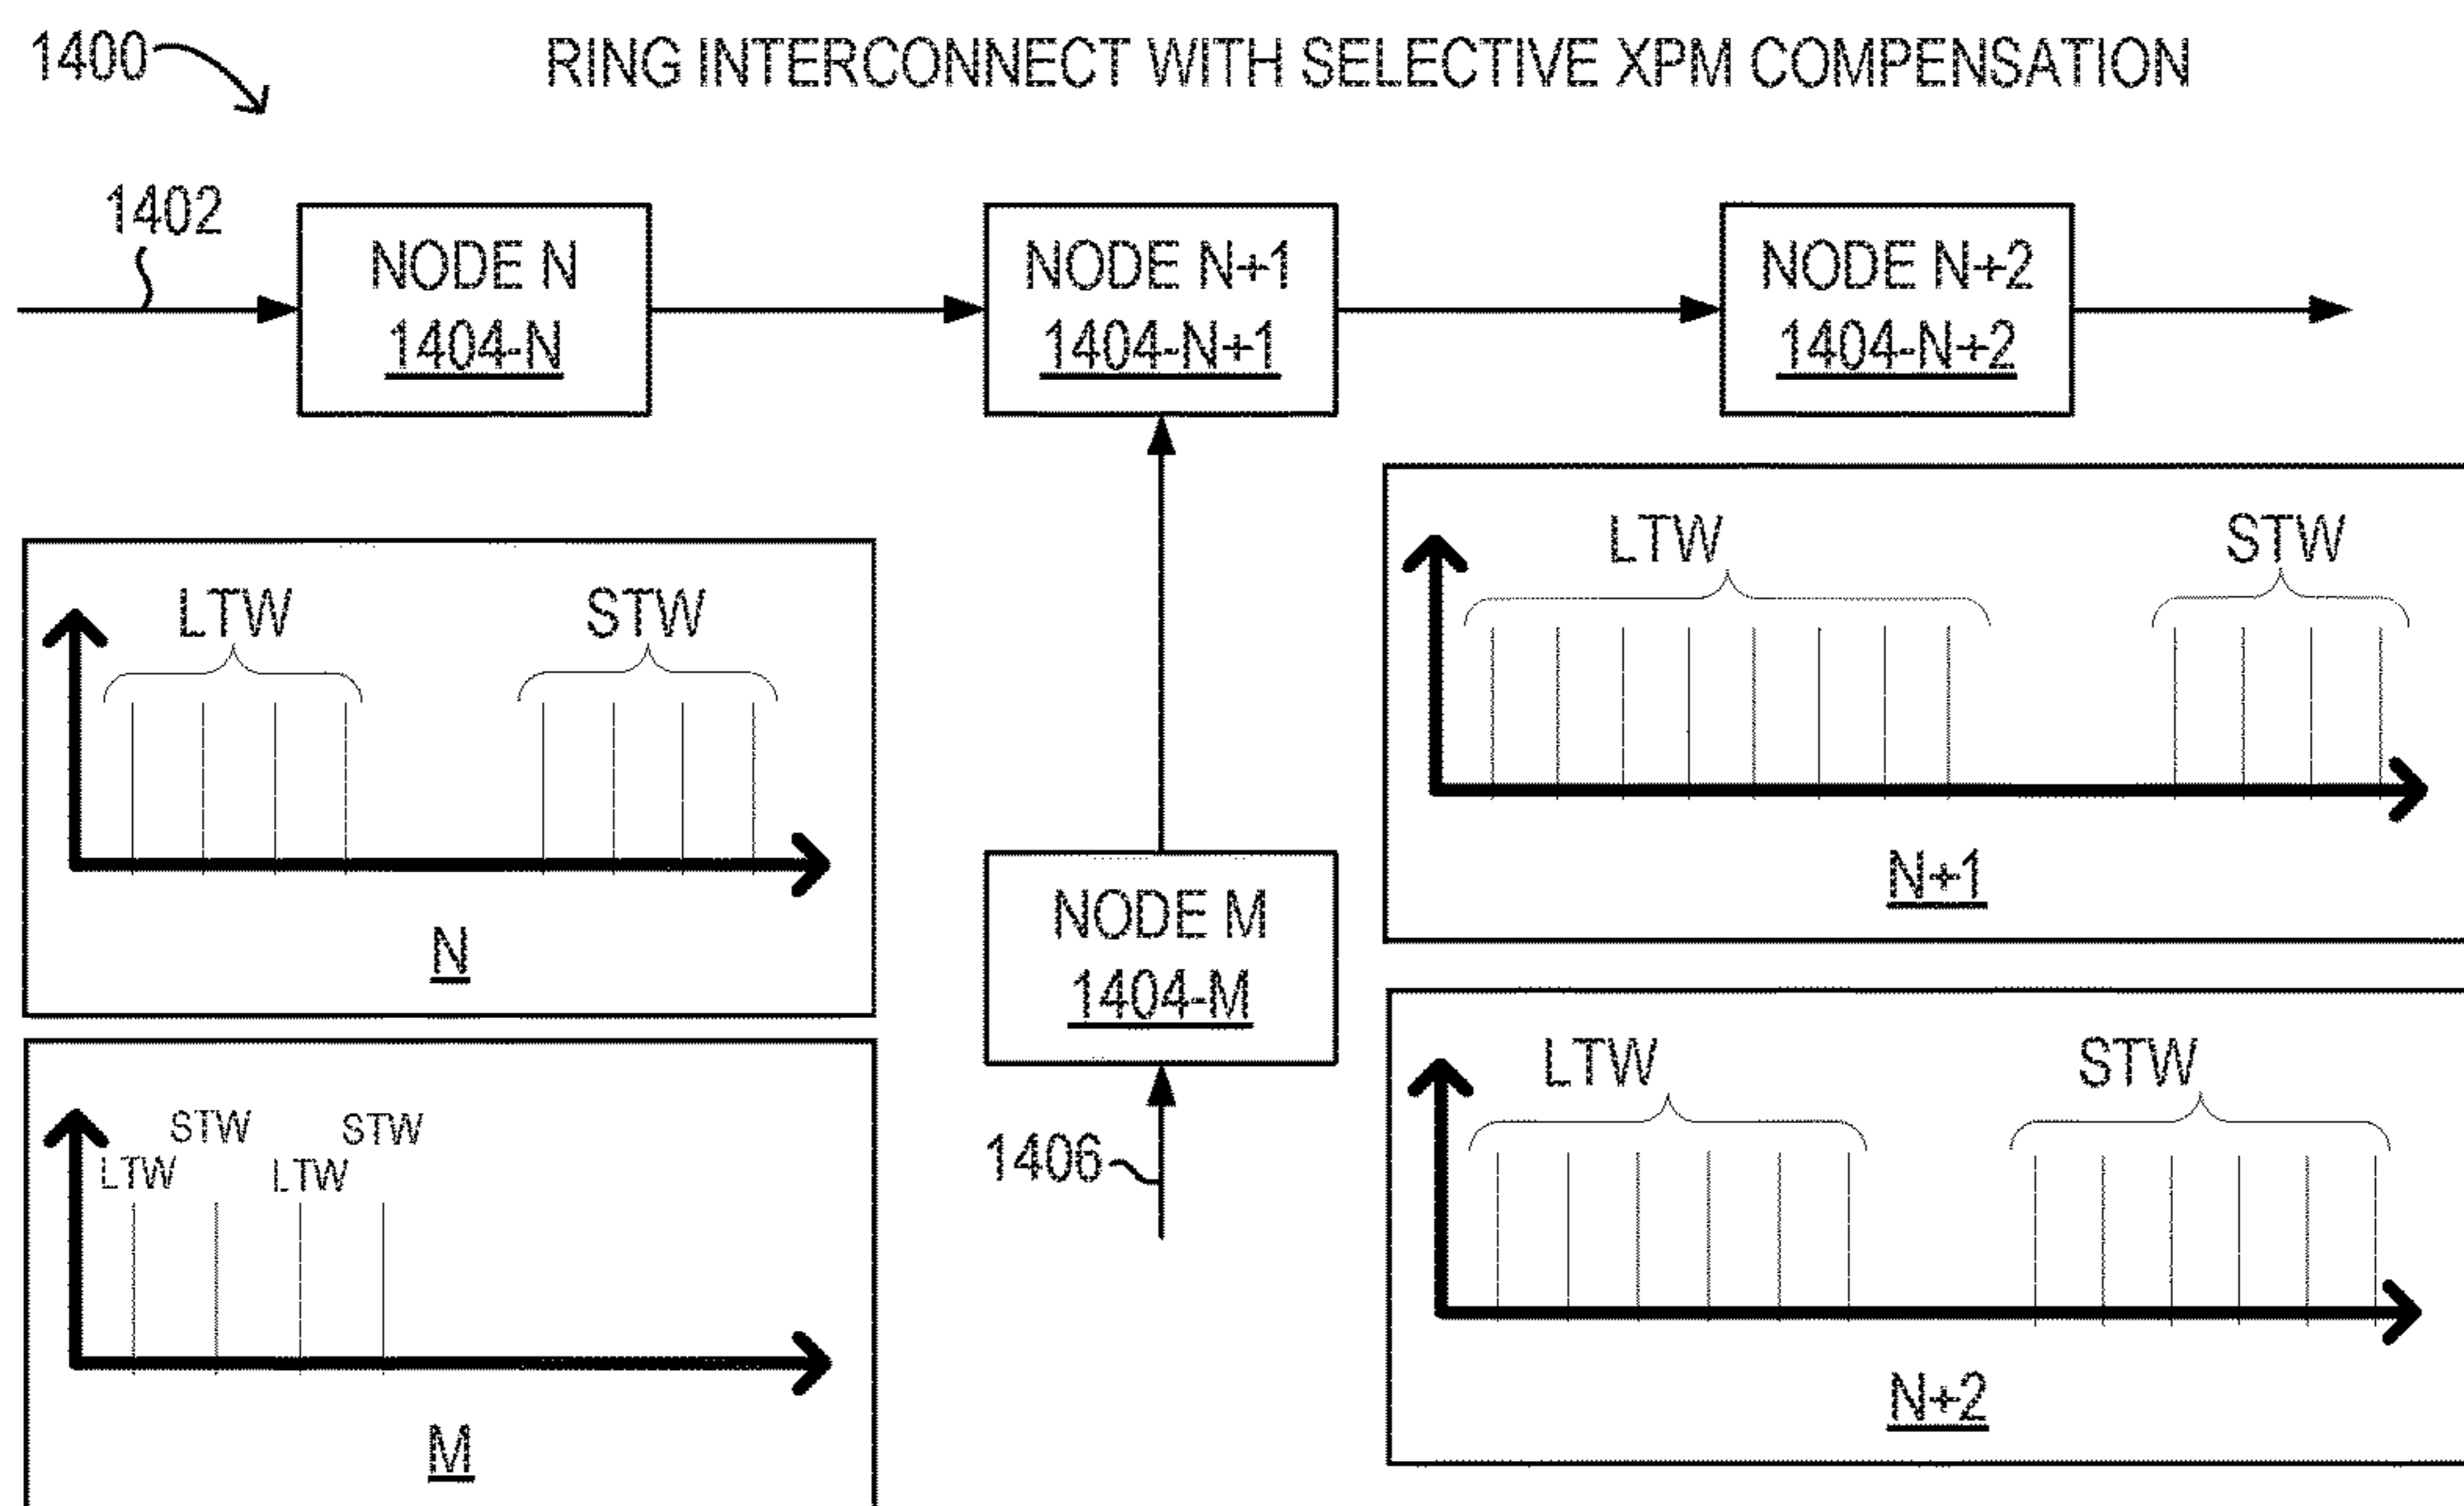 1400
RING INTERCONNECT WITH SELECTIVE XPM COMPENSATION
1402
NODE N
1404-N
NODE N+1
1404-N+1
NODE N+2
1404-N+2
LTW STW
N
LTW STW
N+1
NODE M
1404-M
1406
STW STW
LTW LTW
M
LTW STW
N+2